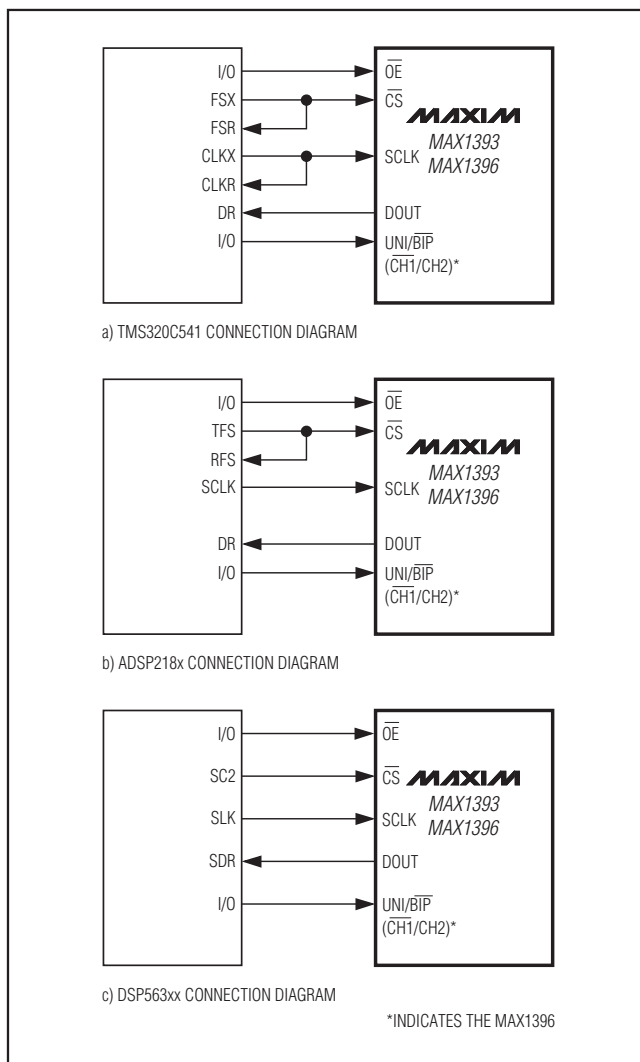 I/O OE
FSX CS
MAXIM
FSR
MAX1393
CLKX SCLK MAX1396
CLKR
DR DOUT
I/O UNI/BIP
(CH1/CH2)*
a) TMS320C541 CONNECTION DIAGRAM
I/O OE
TFS CS
MAXIM
RFS
MAX1393
SCLK SCLK MAX1396
DR DOUT
I/O UNI/BIP
(CH1/CH2)*
b) ADSP218x CONNECTION DIAGRAM
I/O OE
SC2 CS MAXIM
MAX1393
SLK SCLK MAX1396
SDR DOUT
I/O UNI/BIP
(CH1/CH2)*
c) DSP563xx CONNECTION DIAGRAM
*INDICATES THE MAX1396